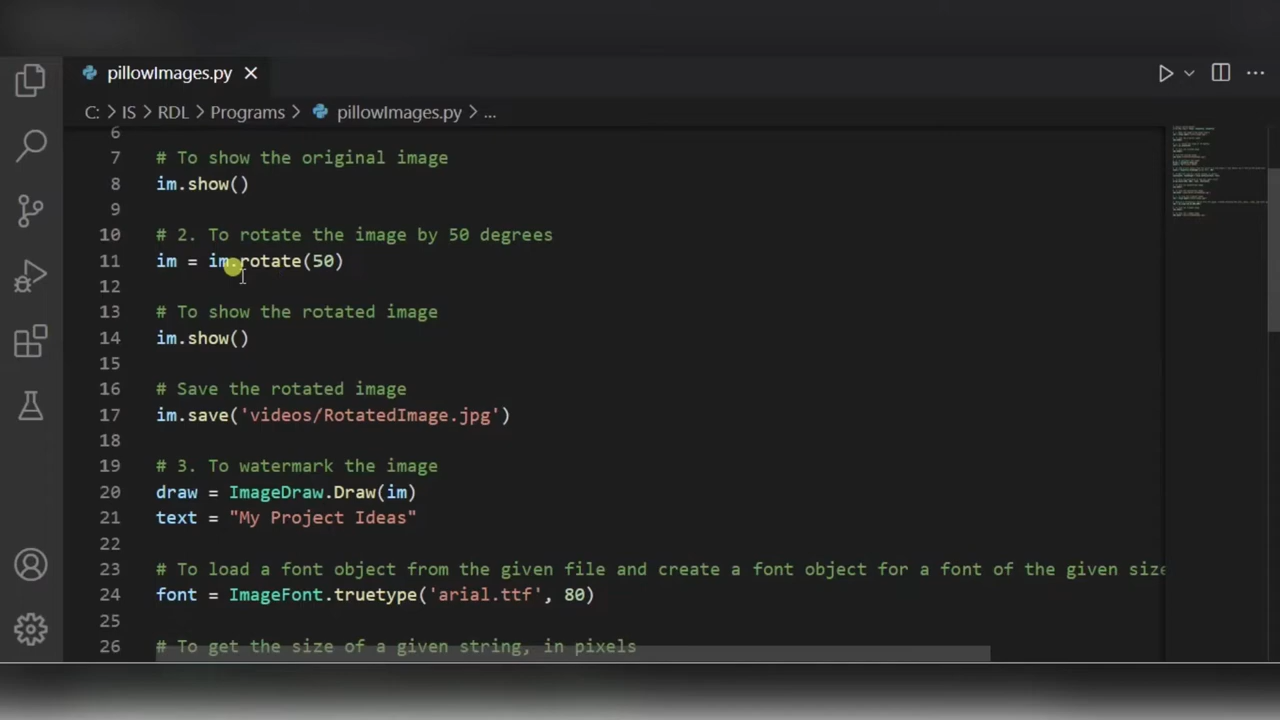 pillowImages.py
C: > IS > RDL > Programs > pillowImages.py > ...
6
7 # To show the original image
8 im.show()
9
10 # 2. To rotate the image by 50 degrees
11 im = im.rotate(50)
12
13 # To show the rotated image
14 im.show()
15
16 # Save the rotated image
17 im.save('videos/RotatedImage.jpg')
18
19 # 3. To watermark the image
20 draw = ImageDraw.Draw(im)
21 text = "My Project Ideas"
22
23 # To load a font object from the given file and create a font object for a font of the given size
24 font = ImageFont.truetype('arial.ttf', 80)
25
26 # To get the size of a given string, in pixels